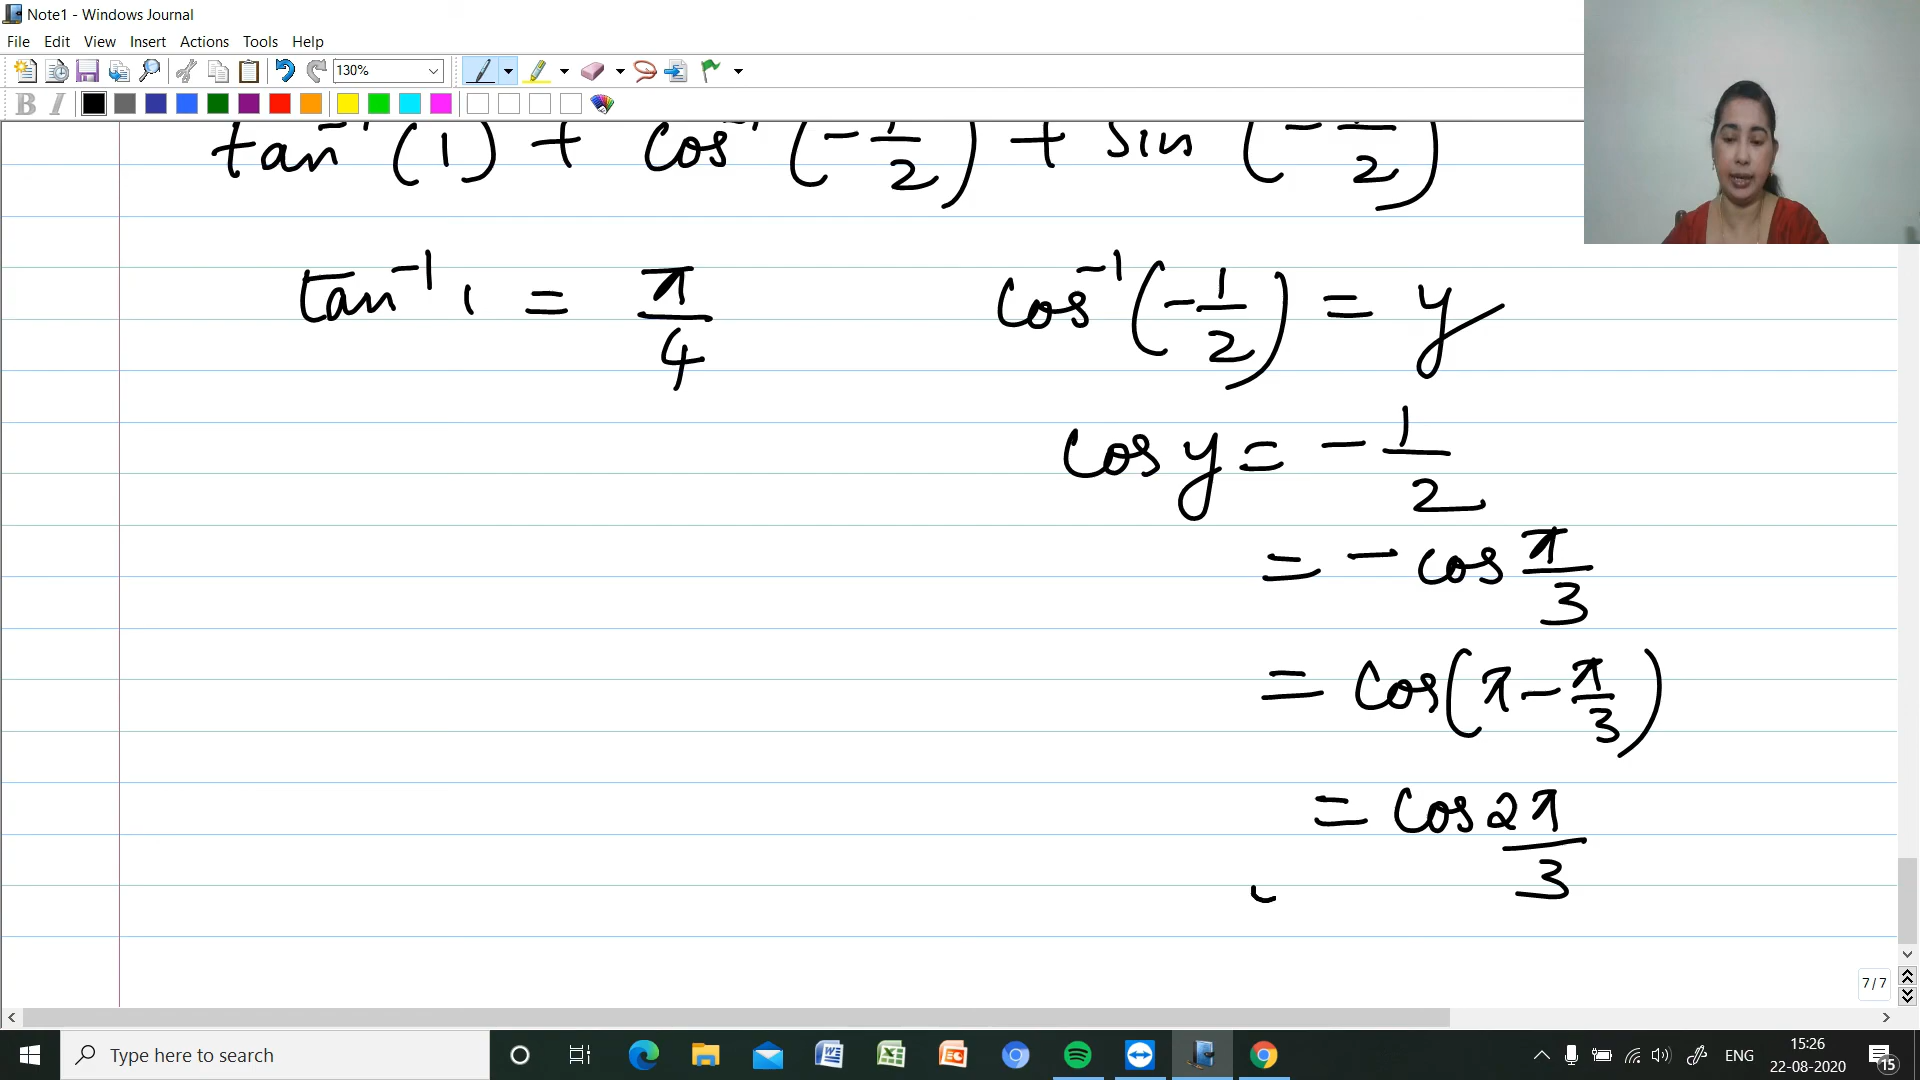 Note1 - Windows Journal
File Edit View Insert Actions Tools Help
130%
tan⁻¹(1) + cos⁻¹(-1/2) + sin⁻¹(-1/2)
tan⁻¹ 1 = π/4
cos⁻¹(-1/2) = y
cos y = -1/2
= - cos π/3
= cos(π - π/3)
= cos 2π/3
7 / 7
Type here to search
ENG
15:26
22-08-2020
15